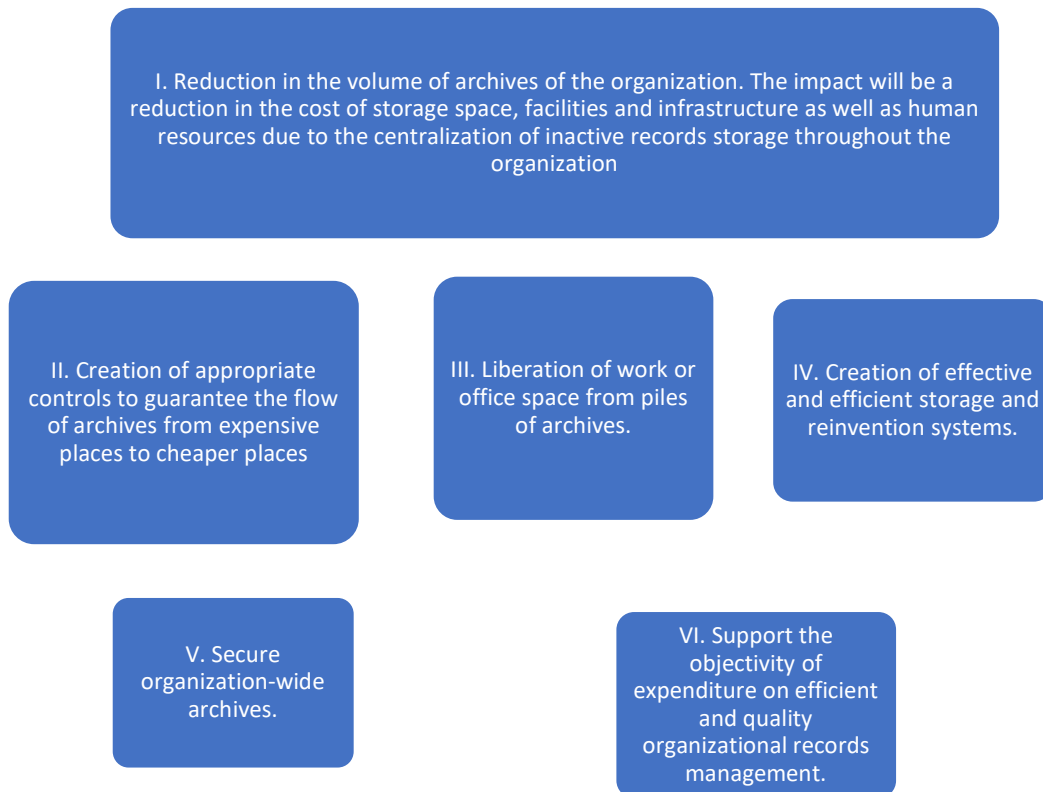 I. Reduction in the volume of archives of the organization. The impact will be a
reduction in the cost of storage space, facilities and infrastructure as well as human
resources due to the centralization of inactive records storage throughout the
organization
II. Creation of appropriate
controls to guarantee the flow
of archives from expensive
places to cheaper places
III. Liberation of work or
office space from piles
of archives.
IV. Creation of effective
and efficient storage and
reinvention systems.
V. Secure
organization-wide
archives.
VI. Support the
objectivity of
expenditure on efficient
and quality
organizational records
management.